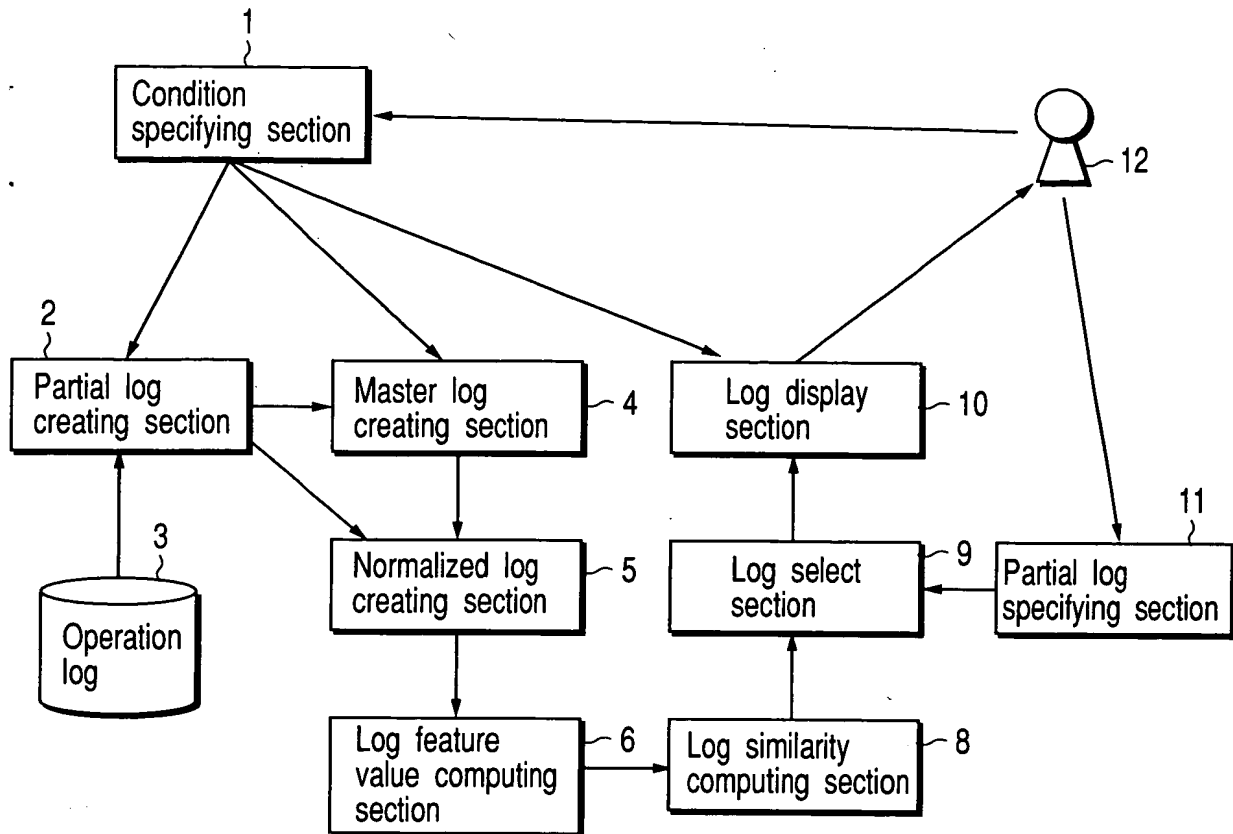 1
Condition
specifying section
12
2
Partial log
creating section
Master log
creating section
4
Log display
section
10
3
Operation
log
Normalized log
creating section
5
Log select
section
9
11
Partial log
specifying section
Log feature
value computing
section
6
Log similarity
computing section
8